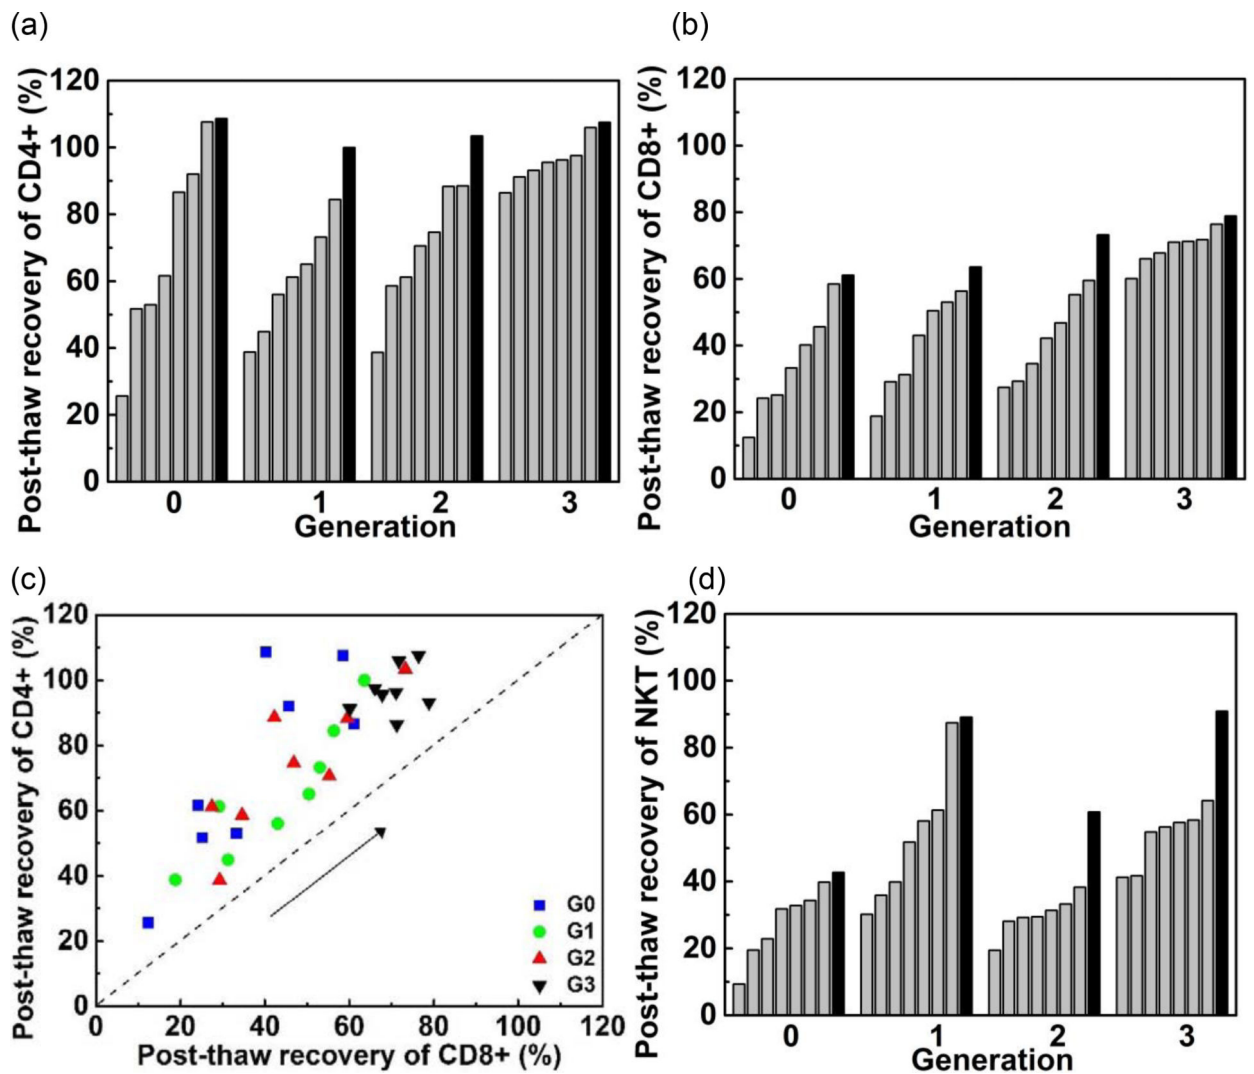 (a)
Post-thaw recovery of CD4+ (%)
120
100
80
60
40
20
0
0 1 2 3
Generation
(b)
Post-thaw recovery of CD8+ (%)
120
100
80
60
40
20
0
0 1 2 3
Generation
(c)
Post-thaw recovery of CD4+ (%)
120
100
80
60
40
20
0
G0
G1
G2
G3
0 20 40 60 80 100 120
Post-thaw recovery of CD8+ (%)
(d)
Post-thaw recovery of NKT (%)
120
100
80
60
40
20
0
0 1 2 3
Generation